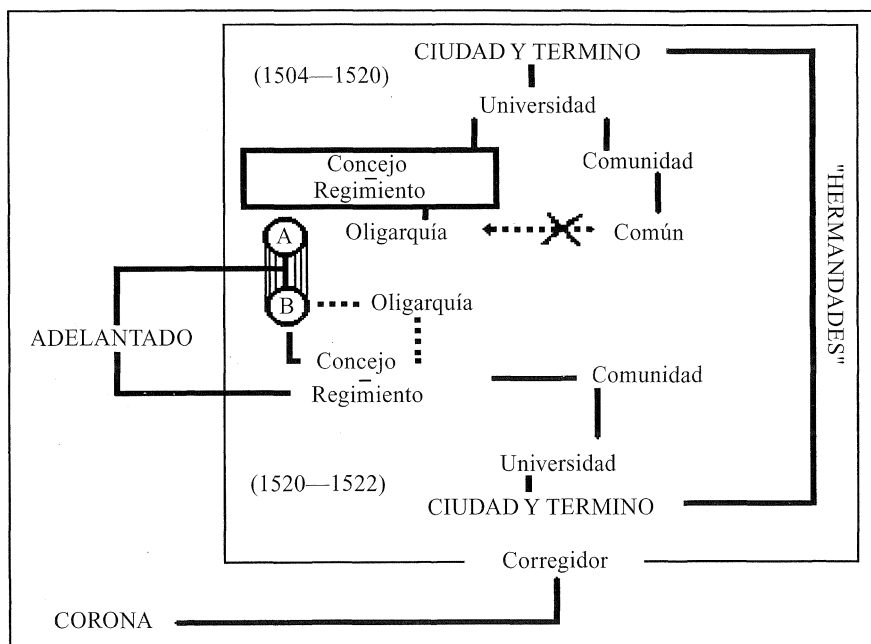 CIUDAD Y TERMINO
(1504—1520)
Universidad
Concejo
Regimiento
Comunidad
Oligarquía
Común
"HERMANDADES"
A
B
Oligarquía
ADELANTADO
Concejo
Regimiento
Comunidad
Universidad
(1520—1522)
CIUDAD Y TERMINO
Corregidor
CORONA